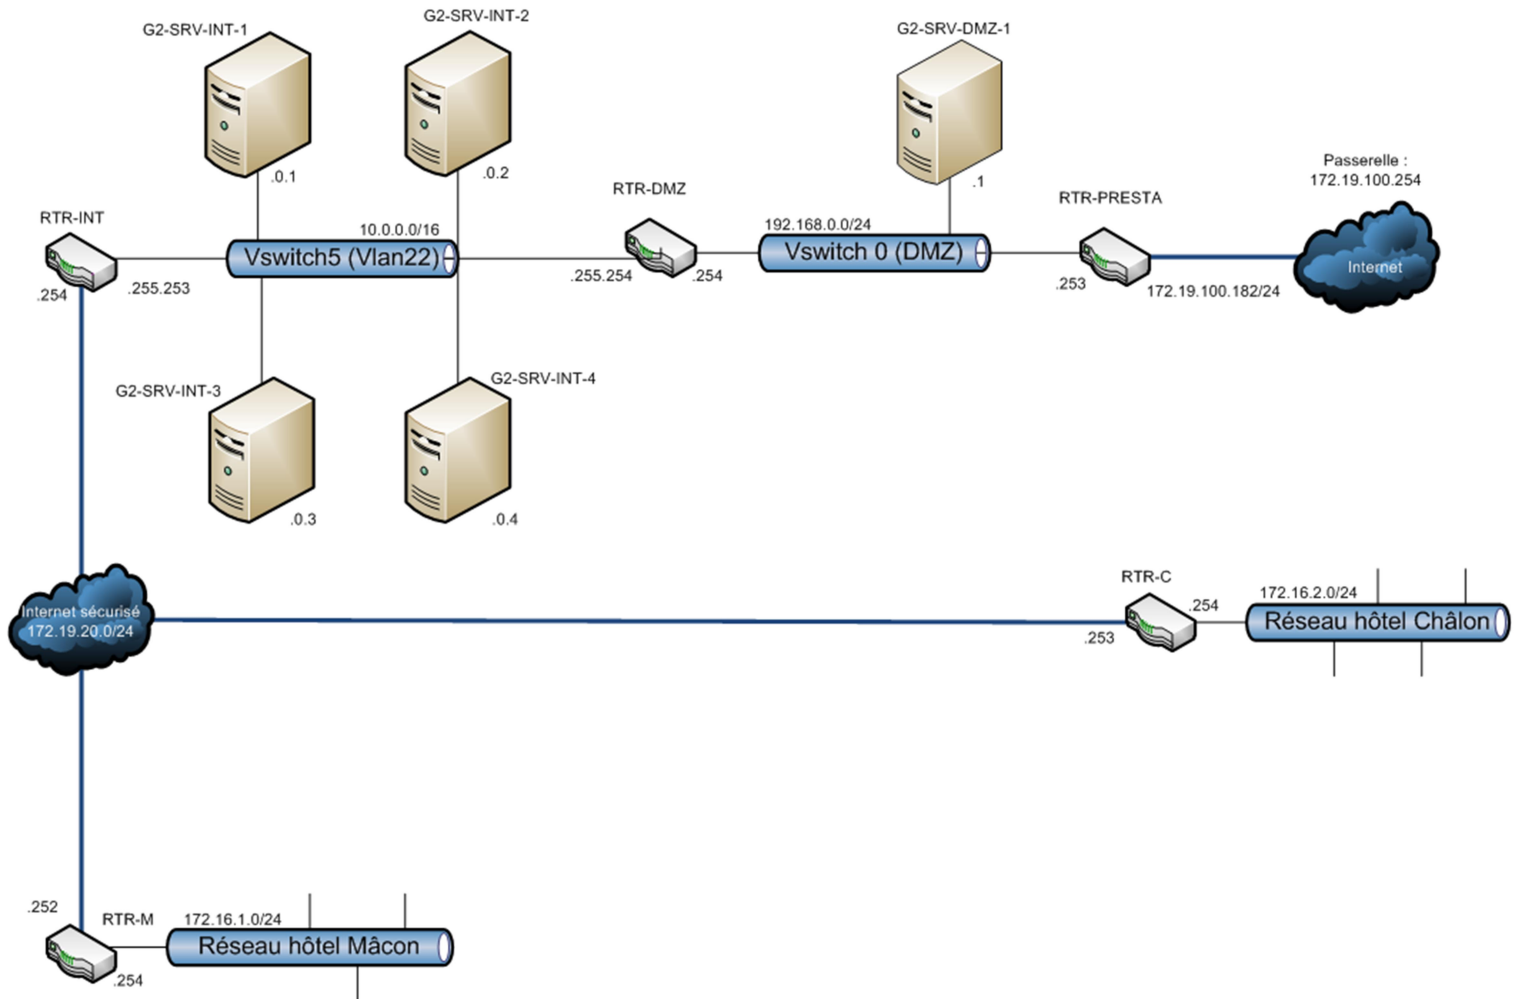 G2-SRV-INT-1
G2-SRV-INT-2
G2-SRV-DMZ-1
.0.1
.0.2
.1
Passerelle :
172.19.100.254
RTR-INT
RTR-DMZ
RTR-PRESTA
10.0.0.0/16
192.168.0.0/24
Vswitch5 (Vlan22)
Vswitch 0 (DMZ)
Internet
.254
.255.253
.255.254
.254
.253
172.19.100.182/24
G2-SRV-INT-3
G2-SRV-INT-4
.0.3
.0.4
Internet sécurisé
172.19.20.0/24
RTR-C
.253
.254
172.16.2.0/24
Réseau hôtel Châlon
.252
RTR-M
172.16.1.0/24
Réseau hôtel Mâcon
.254